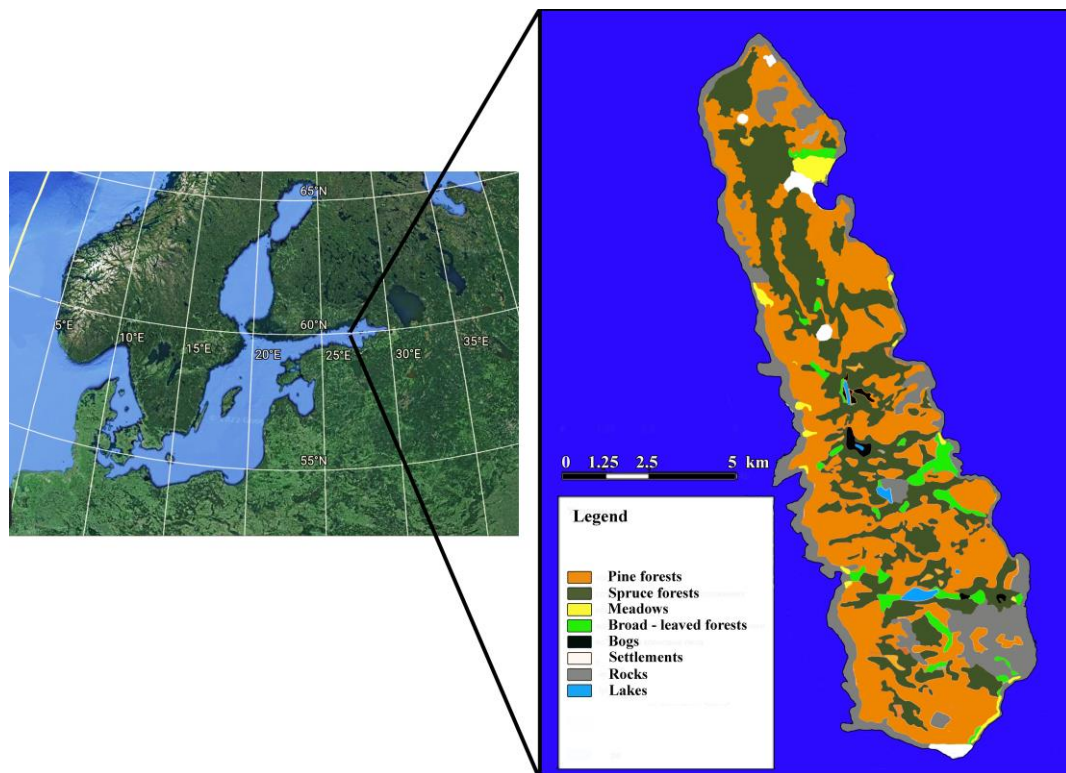 65°N
60°N
5°E
10°E
15°E
20°E
25°E
30°E
35°E
55°N
0 1.25 2.5 5 km
Legend
Pine forests
Spruce forests
Meadows
Broad - leaved forests
Bogs
Settlements
Rocks
Lakes